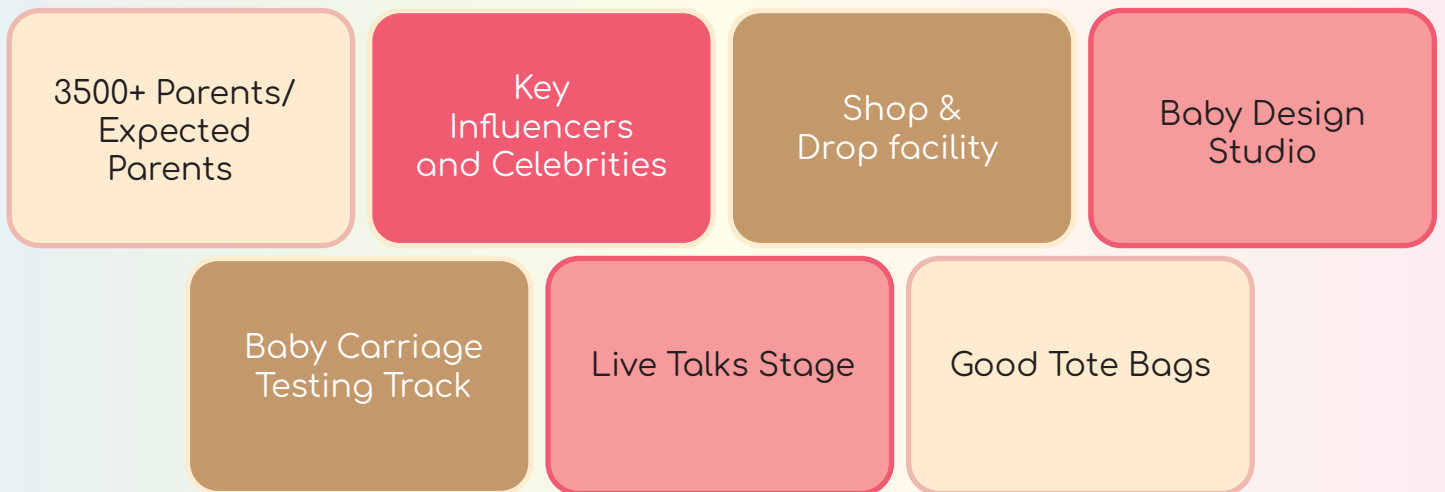 3500+ Parents/
Expected
Parents
Key
Influencers
and Celebrities
Shop &
Drop facility
Baby Design
Studio
Baby Carriage
Testing Track
Live Talks Stage
Good Tote Bags